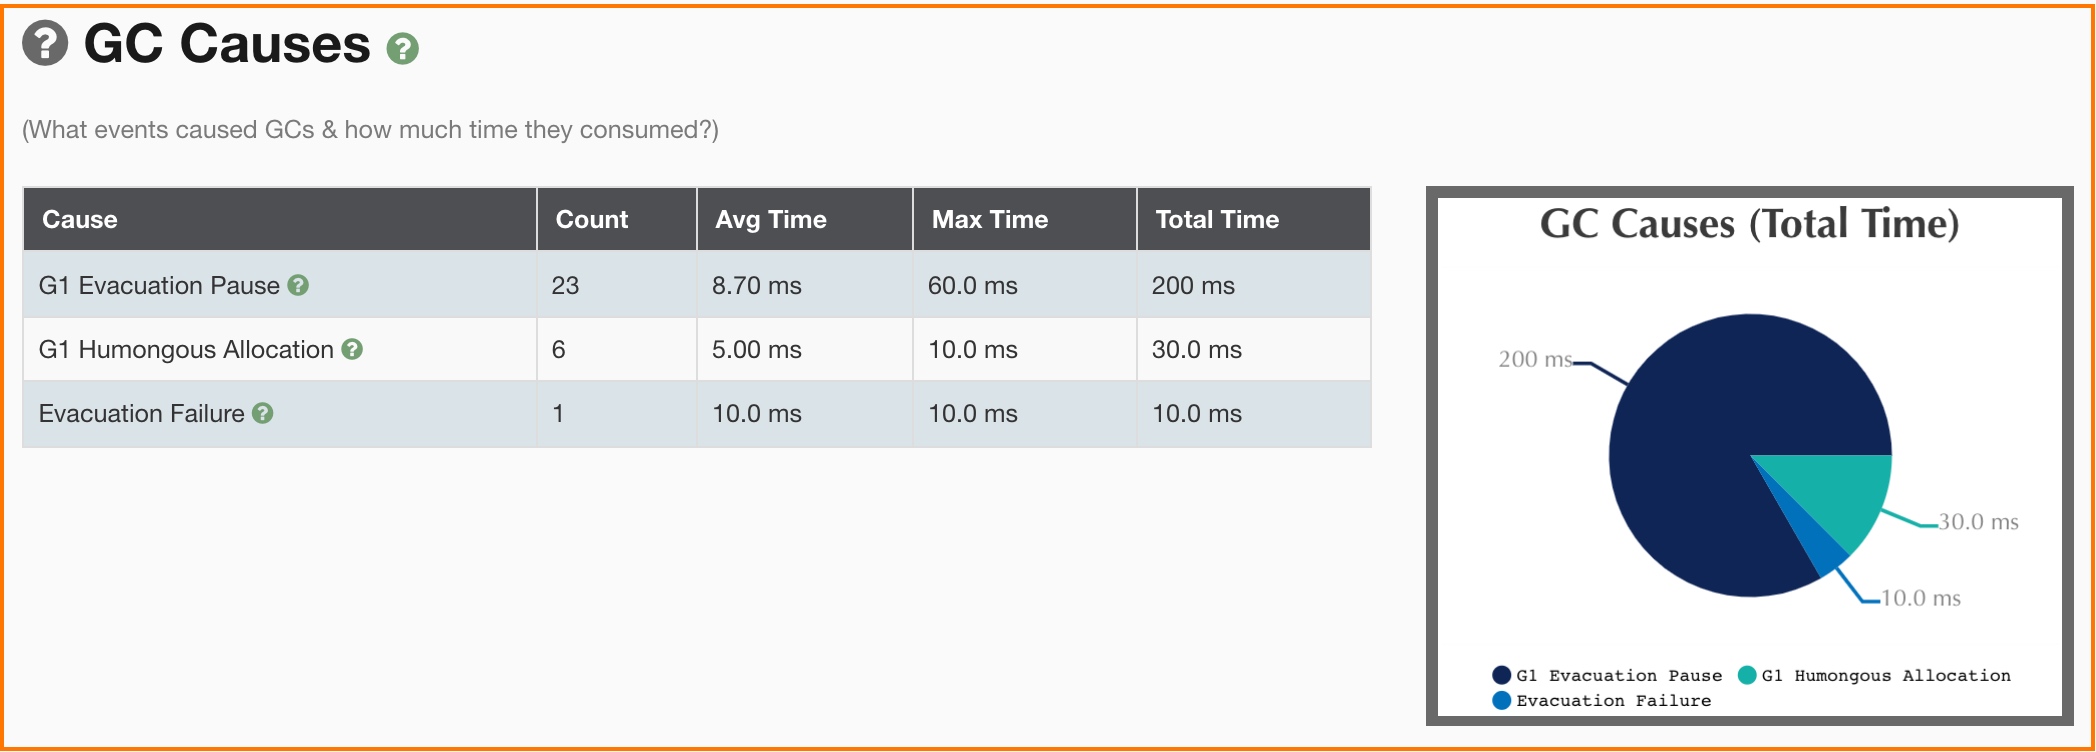 GC Causes
(What events caused GCs & how much time they consumed?)
Cause Count Avg Time Max Time Total Time
G1 Evacuation Pause 23 8.70 ms 60.0 ms 200 ms
G1 Humongous Allocation 6 5.00 ms 10.0 ms 30.0 ms
Evacuation Failure 1 10.0 ms 10.0 ms 10.0 ms
GC Causes (Total Time)
200 ms
30.0 ms
10.0 ms
G1 Evacuation Pause G1 Humongous Allocation
Evacuation Failure